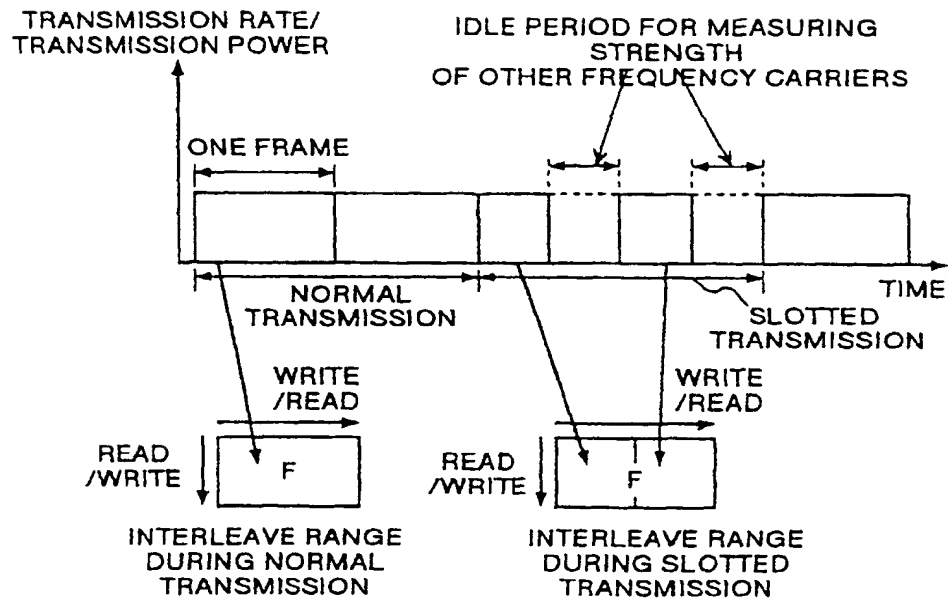 TRANSMISSION RATE/
TRANSMISSION POWER
IDLE PERIOD FOR MEASURING
STRENGTH
OF OTHER FREQUENCY CARRIERS
ONE FRAME
TIME
NORMAL
TRANSMISSION
SLOTTED
TRANSMISSION
WRITE
/READ
READ
/WRITE
F
INTERLEAVE RANGE
DURING NORMAL
TRANSMISSION
WRITE
/READ
READ
/WRITE
F
INTERLEAVE RANGE
DURING SLOTTED
TRANSMISSION